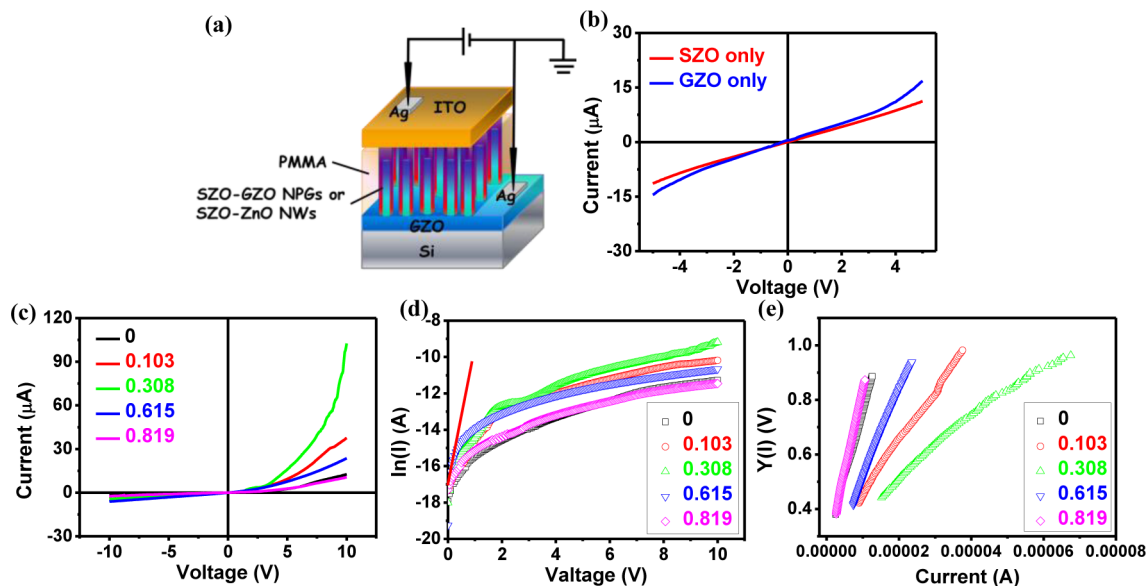 (a)
Ag
ITO
PMMA
SZO-GZO NPGs or
SZO-ZnO NWs
Ag
GZO
Si
(b)
30
15
0
-15
-30
Current (μA)
SZO only
GZO only
-4
-2
0
2
4
Voltage (V)
(c)
120
90
60
30
0
-30
Current (μA)
0
0.103
0.308
0.615
0.819
-10
-5
0
5
10
Voltage (V)
(d)
-8
-10
-12
-14
-16
-18
-20
ln(I) (A)
0
0.103
0.308
0.615
0.819
0
2
4
6
8
10
Valtage (V)
(e)
1.0
0.8
0.6
0.4
Y(I) (V)
0
0.103
0.308
0.615
0.819
0.00000
0.00002
0.00004
0.00006
0.00008
Current (A)